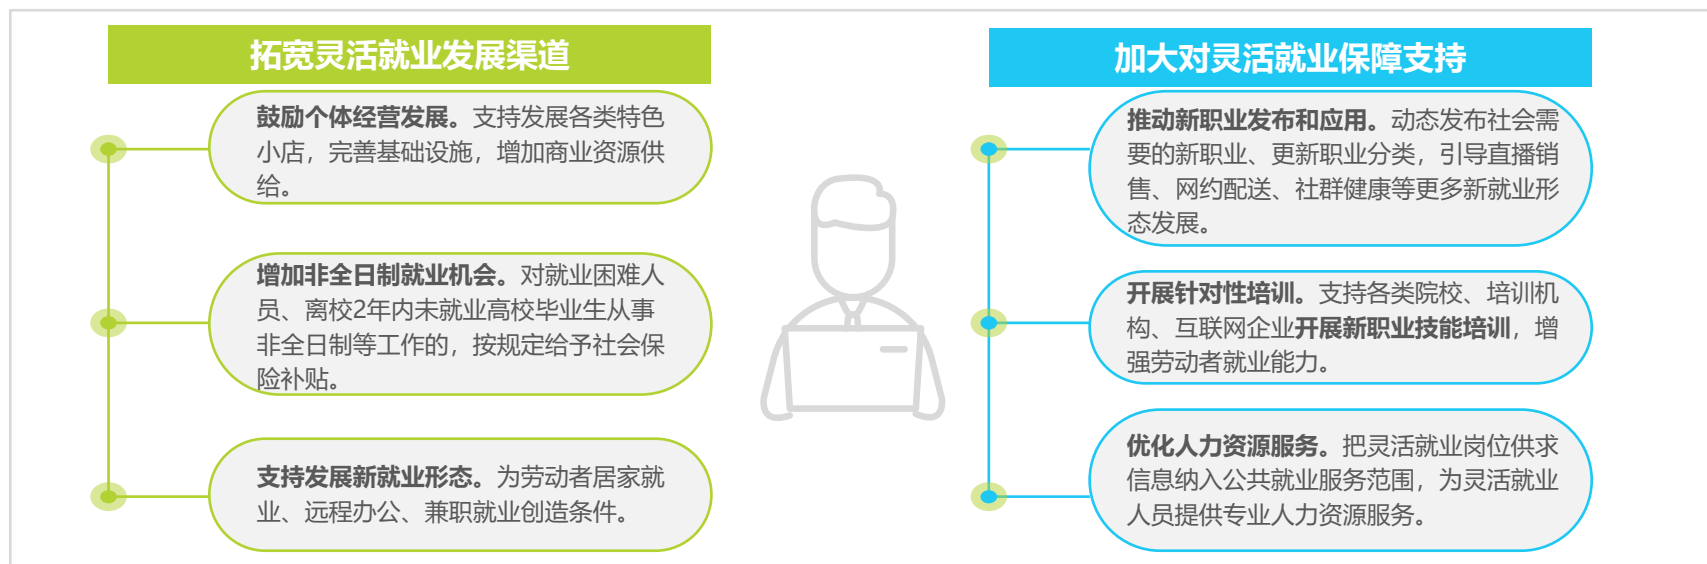 拓宽灵活就业发展渠道
鼓励个体经营发展。支持发展各类特色
小店，完善基础设施，增加商业资源供
给。
增加非全日制就业机会。对就业困难人
员、离校2年内未就业高校毕业生从事
非全日制等工作的，按规定给予社会保
险补贴。
支持发展新就业形态。为劳动者居家就
业、远程办公、兼职就业创造条件。
加大对灵活就业保障支持
推动新职业发布和应用。动态发布社会需
要的新职业、更新职业分类，引导直播销
售、网约配送、社群健康等更多新就业形
态发展。
开展针对性培训。支持各类院校、培训机
构、互联网企业开展新职业技能培训，增
强劳动者就业能力。
优化人力资源服务。把灵活就业岗位供求
信息纳入公共就业服务范围，为灵活就业
人员提供专业人力资源服务。